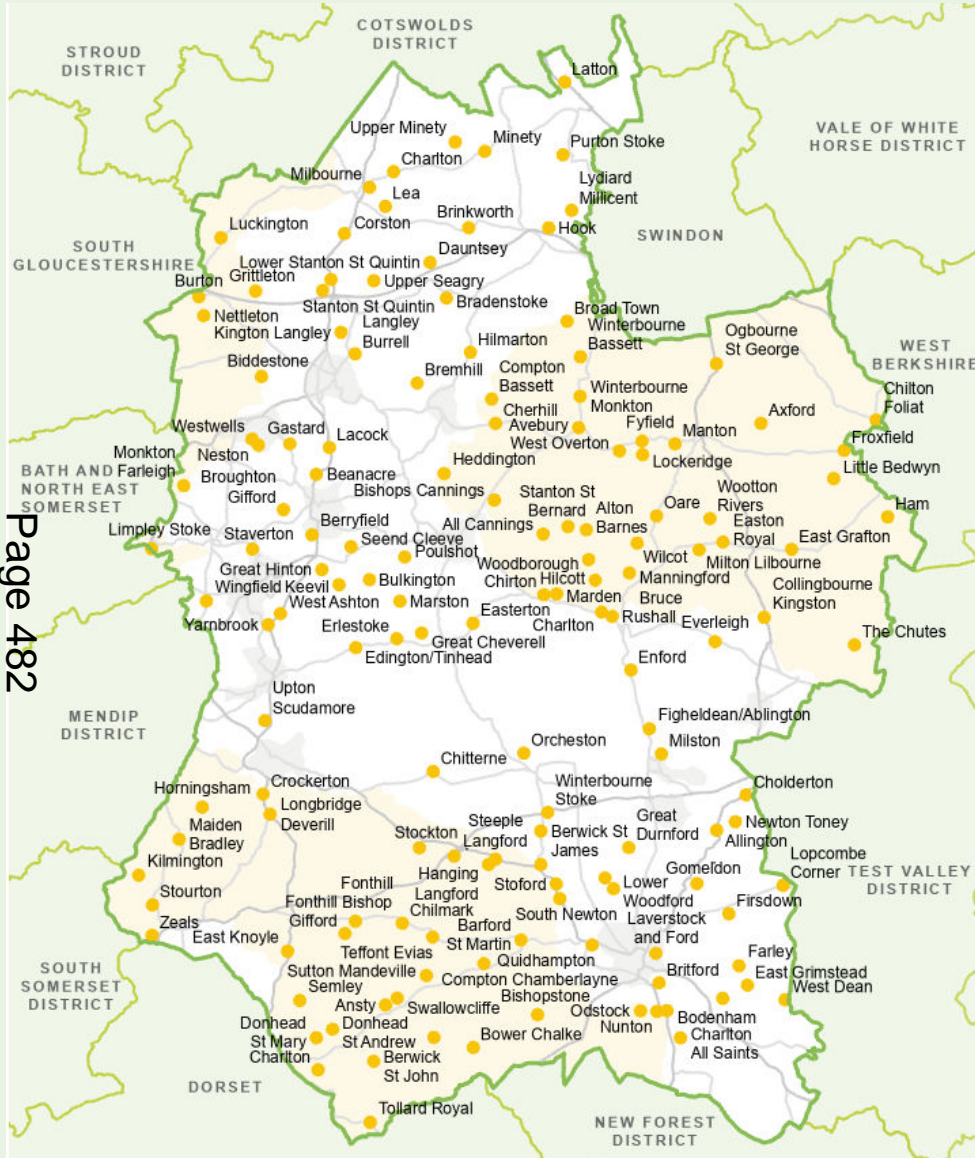 COTSWOLDS
DISTRICT
STROUD
DISTRICT
Latton
Upper Minety
Minety
Purton Stoke
VALE OF WHITE
HORSE DISTRICT
Charlton
Milbourne
Lydiard
Millicent
Lea
Luckington
Corston
Brinkworth
Hook
SWINDON
SOUTH
GLOUCESTERSHIRE
Dauntsey
Lower Stanton St Quintin
Burton
Grittleton
Upper Seagry
Stanton St Quintin
Bradenstoke
Nettleton
Broad Town
Kington Langley
Langley
Burrell
Winterbourne
Bassett
Ogbourne
St George
WEST
BERKSHIRE
Hilmarton
Biddestone
Bremhill
Compton
Bassett
Winterbourne
Monkton
Chilton
Foliat
Cherhill
Axford
Avebury
Fyfield
Westwells
Gastard
Lacock
West Overton
Manton
Froxfield
Neston
Lockeridge
Monkton
Farleigh
Heddington
Little Bedwyn
BATH AND
NORTH EAST
SOMERSET
Broughton
Gifford
Beanacre
Bishops Cannings
Stanton St
Bernard
Alton
Barnes
Oare
Wootton
Rivers
Ham
Limpley Stoke
Staverton
Berryfield
Seend Cleeve
All Cannings
Easton
Royal
East Grafton
Poulshot
Great Hinton
Woodborough
Wilcot
Milton Lilbourne
Wingfield
Keevil
Bulkington
Chirton
Hilcott
Manningford
Bruce
Collingbourne
Kingston
West Ashton
Marston
Marden
Yarnbrook
Erlestoke
Easterton
Charlton
Rushall
Everleigh
The Chutes
Great Cheverell
Edington/Tinhead
Enford
Page 482
Upton
Scudamore
MENDIP
DISTRICT
Figheldean/Ablington
Orcheston
Milston
Chitterne
Crockerton
Winterbourne
Stoke
Cholderton
Horningsham
Longbridge
Deverill
Maiden
Bradley
Steeple
Langford
Great
Durnford
Newton Toney
Stockton
Berwick St
James
Allington
Kilmington
Hanging
Langford
Gomeldon
Lopcombe
Corner
TEST VALLEY
DISTRICT
Stourton
Fonthill
Bishop
Stoford
Lower
Woodford
Firsdown
Fonthill
Gifford
Chilmark
South Newton
Zeals
Laverstock
and Ford
East Knoyle
Barford
St Martin
Teffont Evias
Quidhampton
Farley
SOUTH
SOMERSET
DISTRICT
Sutton Mandeville
Compton Chamberlayne
Britford
East Grimstead
Semley
West Dean
Ansty
Swallowcliffe
Bishopstone
Odstock
Donhead
St Mary
Donhead
St Andrew
Bower Chalke
Nunton
Bodenham
Charlton
Charlton
All Saints
Berwick
St John
DORSET
Tollard Royal
NEW FOREST
DISTRICT